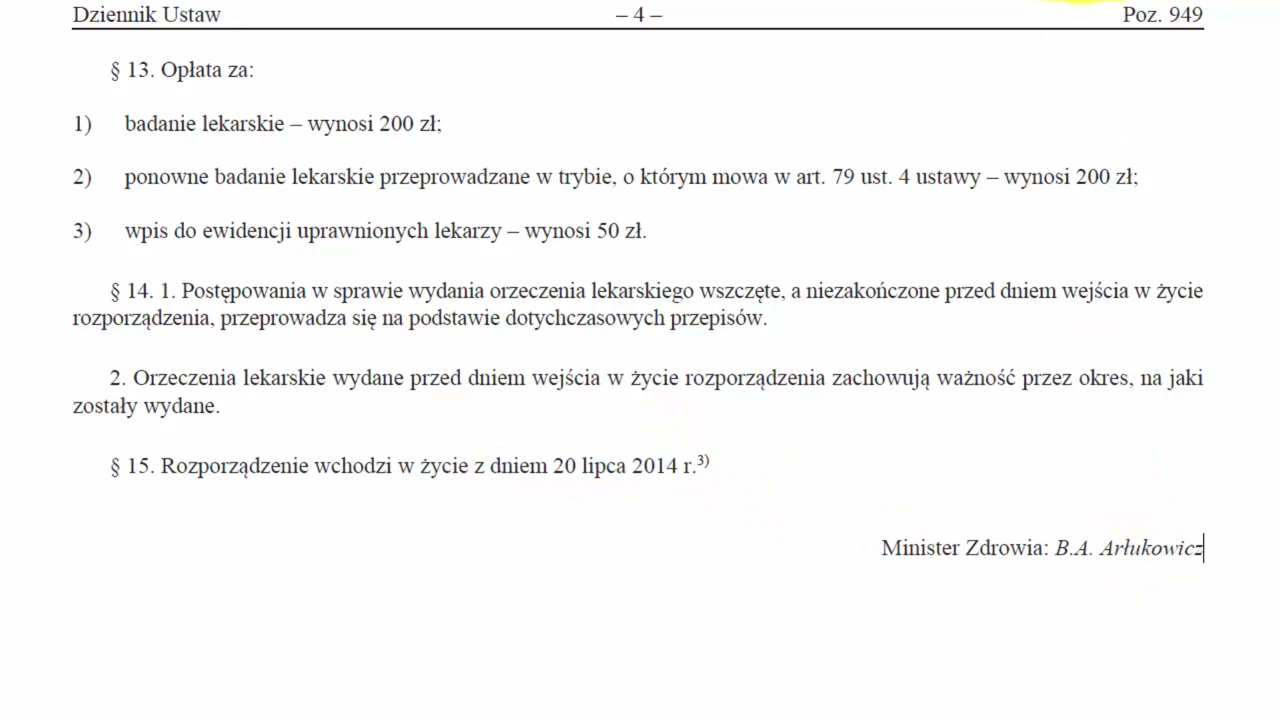 Dziennik Ustaw – 4 – Poz. 949
§ 13. Opłata za:
1) badanie lekarskie – wynosi 200 zł;
2) ponowne badanie lekarskie przeprowadzane w trybie, o którym mowa w art. 79 ust. 4 ustawy – wynosi 200 zł;
3) wpis do ewidencji uprawnionych lekarzy – wynosi 50 zł.
§ 14. 1. Postępowania w sprawie wydania orzeczenia lekarskiego wszczęte, a niezakończone przed dniem wejścia w życie
rozporządzenia, przeprowadza się na podstawie dotychczasowych przepisów.
2. Orzeczenia lekarskie wydane przed dniem wejścia w życie rozporządzenia zachowują ważność przez okres, na jaki
zostały wydane.
§ 15. Rozporządzenie wchodzi w życie z dniem 20 lipca 2014 r.3)
Minister Zdrowia: B.A. Arłukowicz